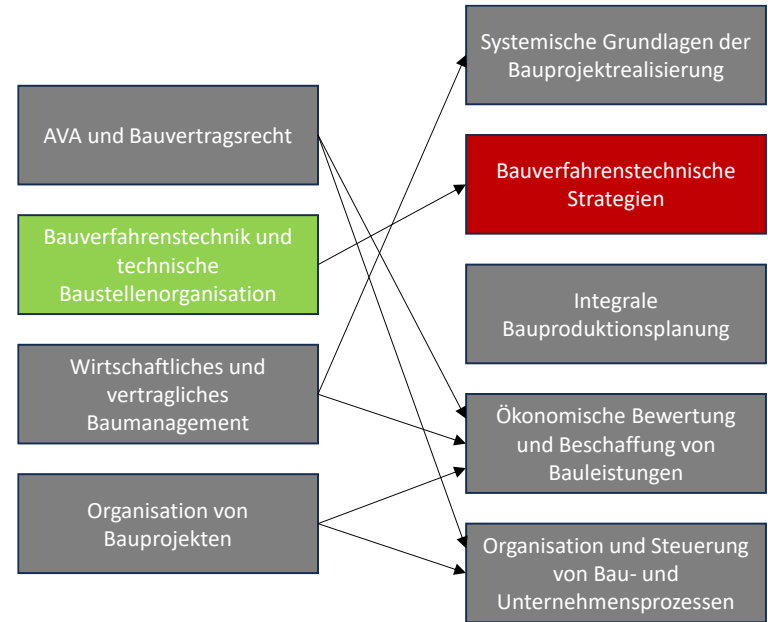 AVA und Bauvertragsrecht
Bauverfahrenstechnik und
technische
Baustellenorganisation
Wirtschaftliches und
vertragliches
Baumanagement
Organisation von
Bauprojekten
Systemische Grundlagen der
Bauprojektrealisierung
Bauverfahrenstechnische
Strategien
Integrale
Bauproduktionsplanung
Ökonomische Bewertung
und Beschaffung von
Bauleistungen
Organisation und Steuerung
von Bau- und
Unternehmensprozessen